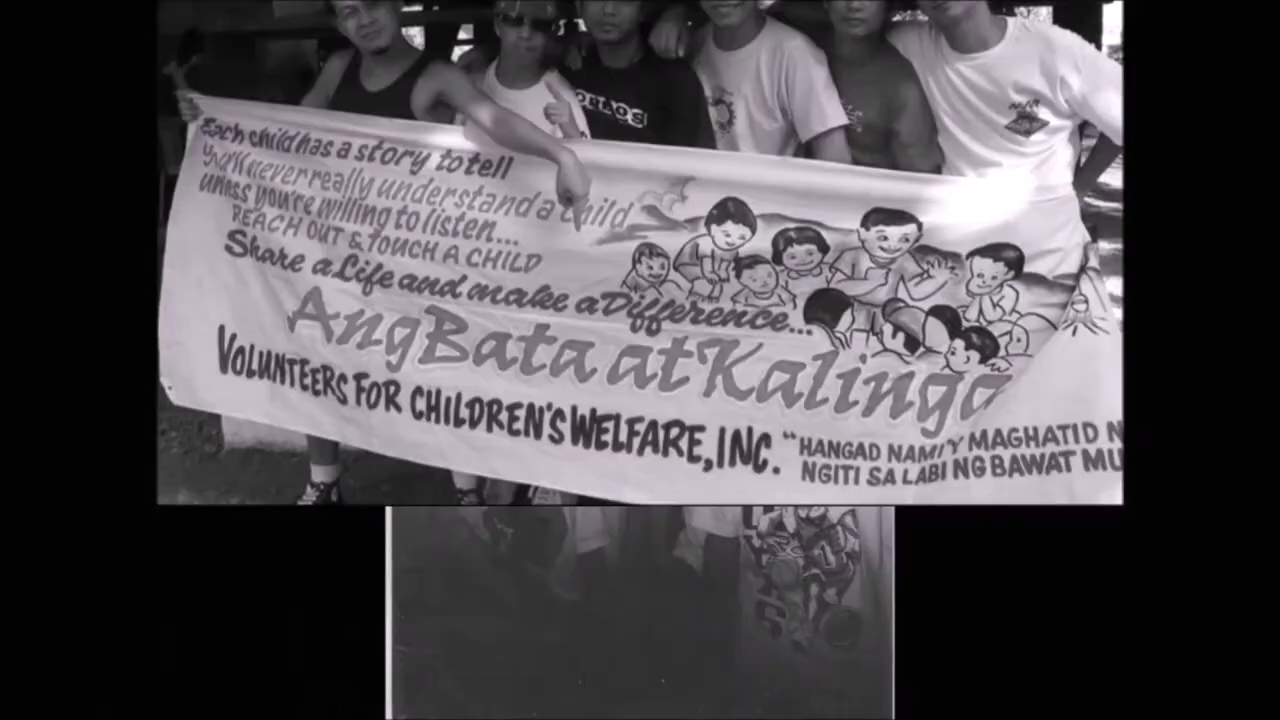 Each child has a story to tell
You'll never really understand a child
unless you're willing to listen...
REACH OUT & TOUCH A CHILD
Share a Life and make a Difference...
Ang Bata at Kalinga
VOLUNTEERS FOR CHILDREN'S WELFARE, INC.
"HANGAD NAMI'Y MAGHATID N
NGITI SA LABI NG BAWAT MU